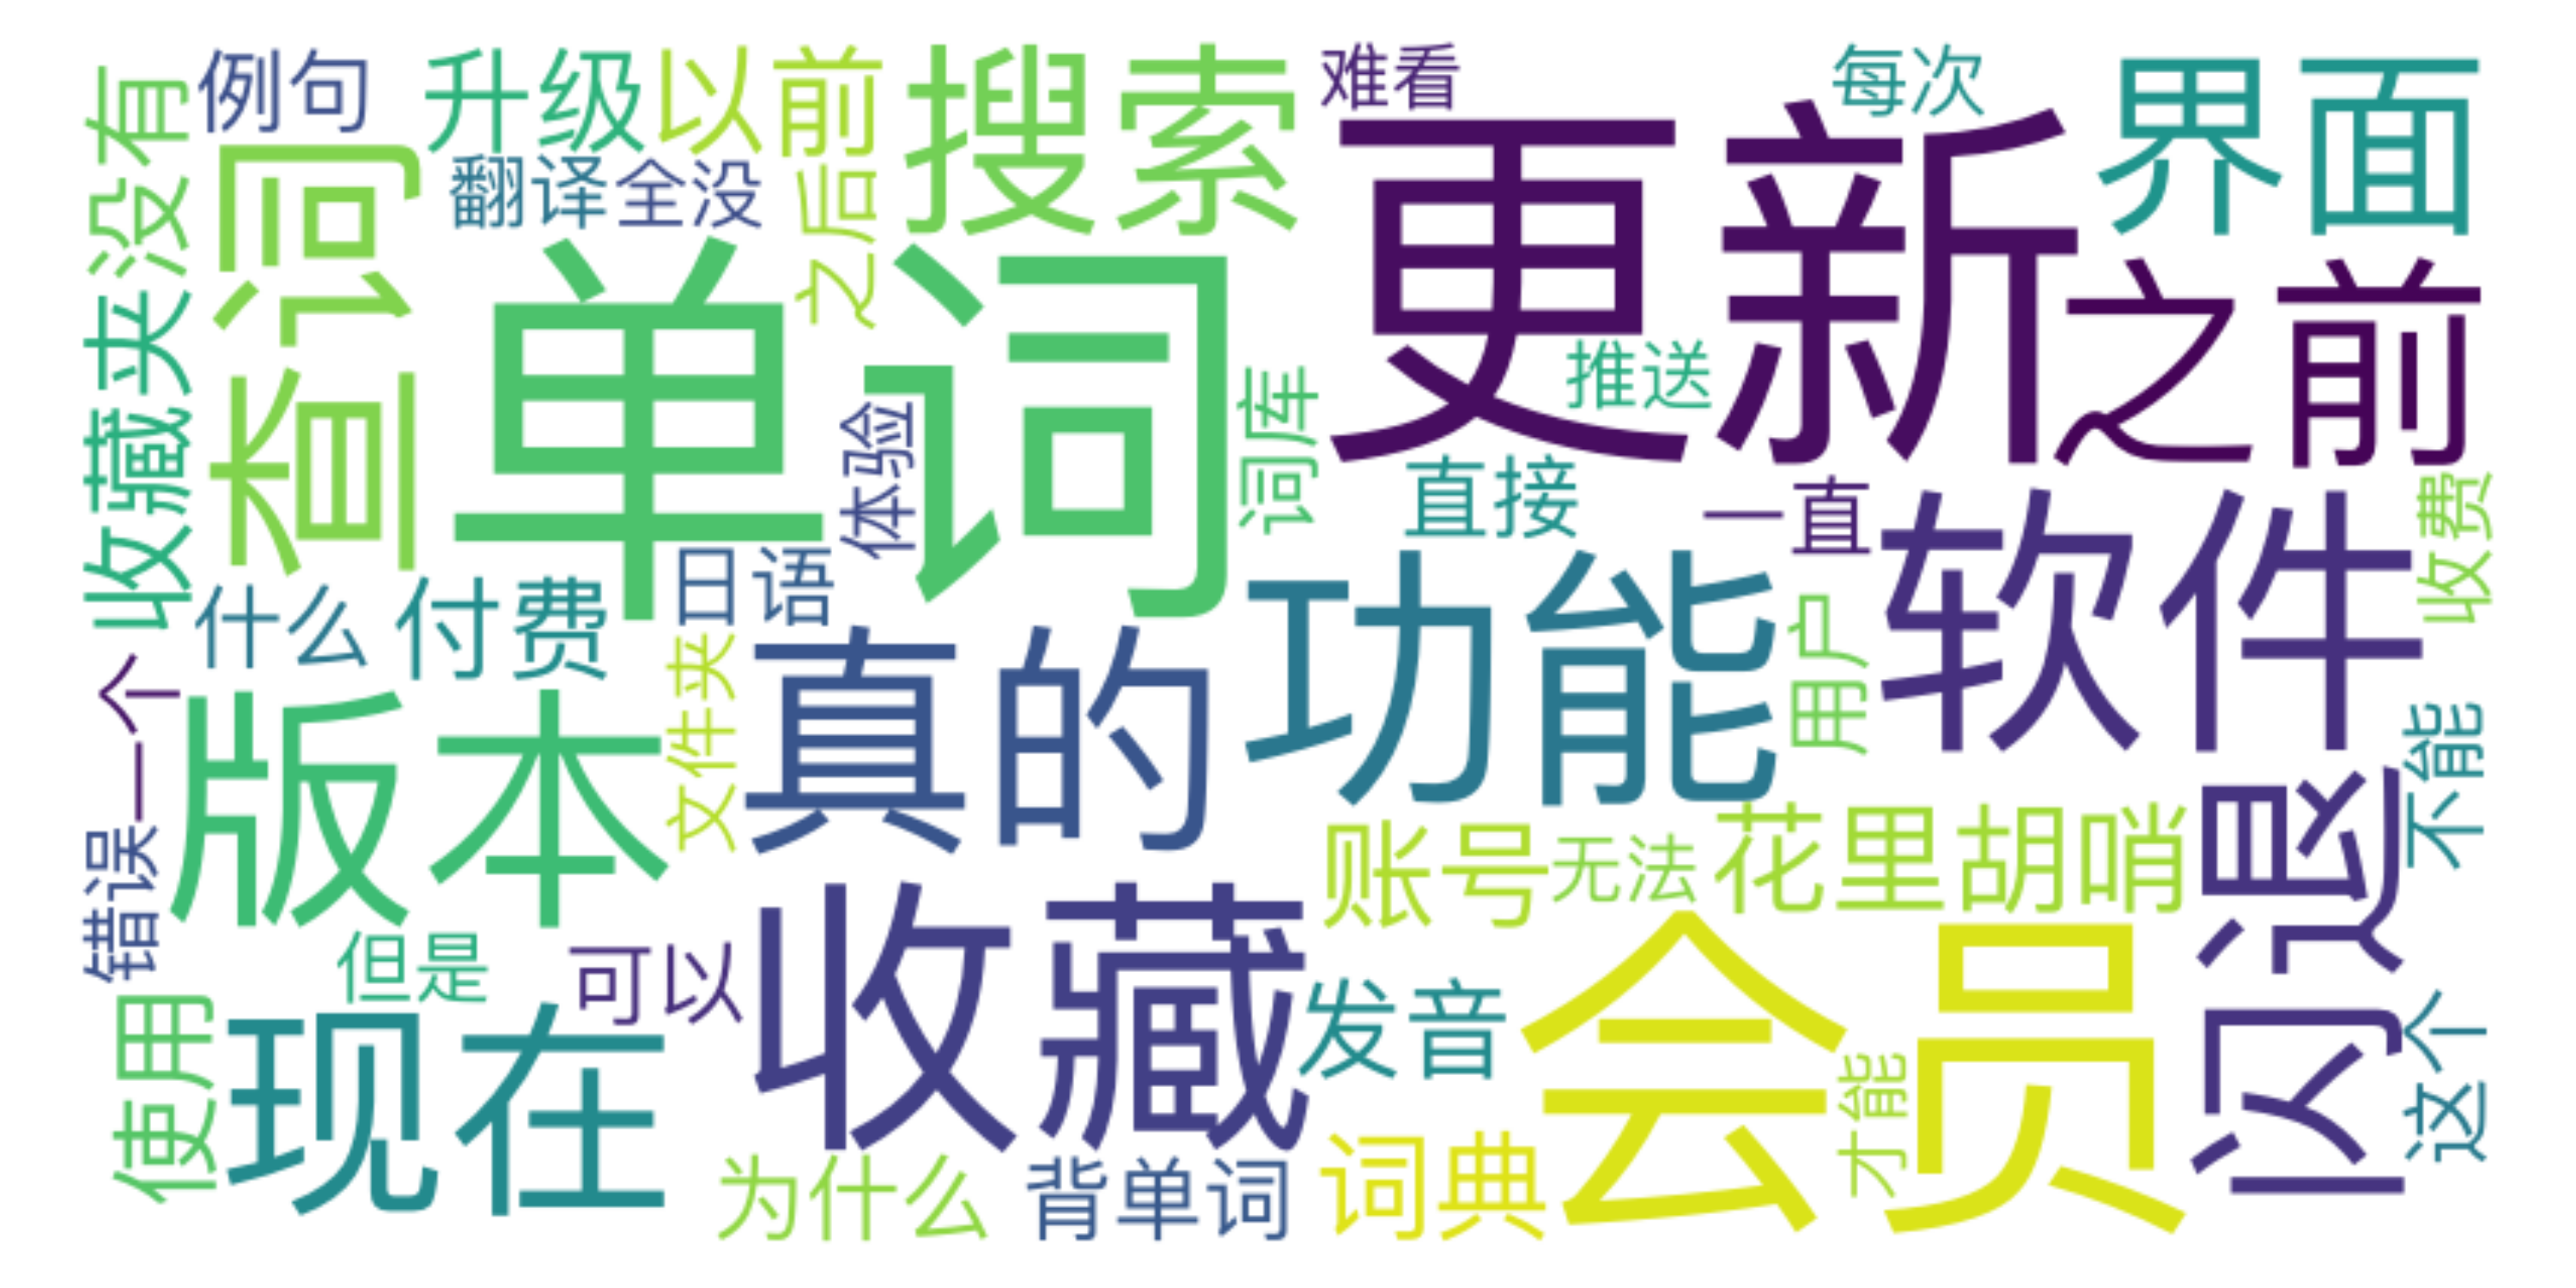 例句
升级
以前
搜索
难看
每次
界面
没有
查词
翻译
全没
之后
更新
单词
之前
收藏夹
体验
词库
推送
直接
一直
软件
收费
什么
付费
日语
功能
用户
一个
版本
文件夹
真的
闪退
不能
错误
账号
无法
花里胡哨
但是
可以
收藏
发音
会员
才能
这个
使用
现在
为什么
背单词
词典